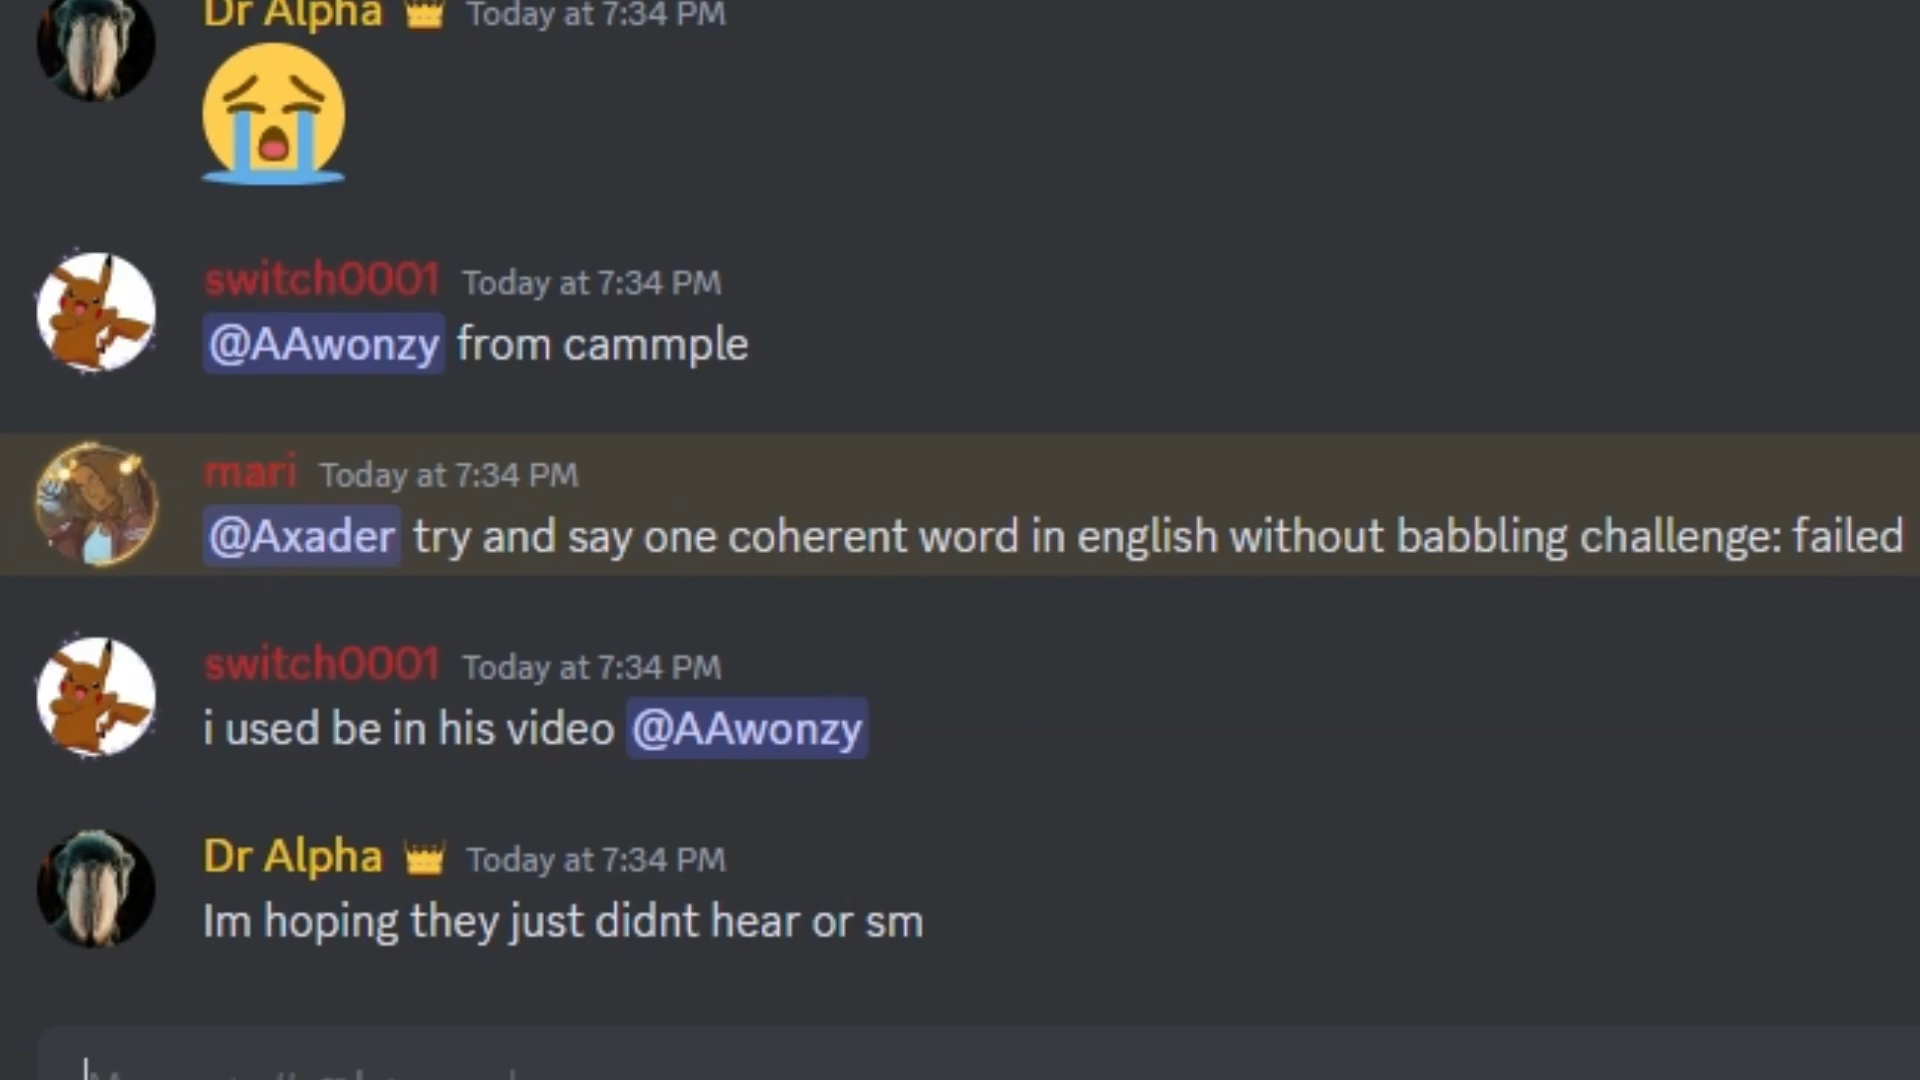 Dr Alpha Today at 7:34 PM
switch0001 Today at 7:34 PM
@AAwonzy from cammple
mari Today at 7:34 PM
@Axader try and say one coherent word in english without babbling challenge: failed
switch0001 Today at 7:34 PM
i used be in his video @AAwonzy
Dr Alpha Today at 7:34 PM
Im hoping they just didnt hear or sm